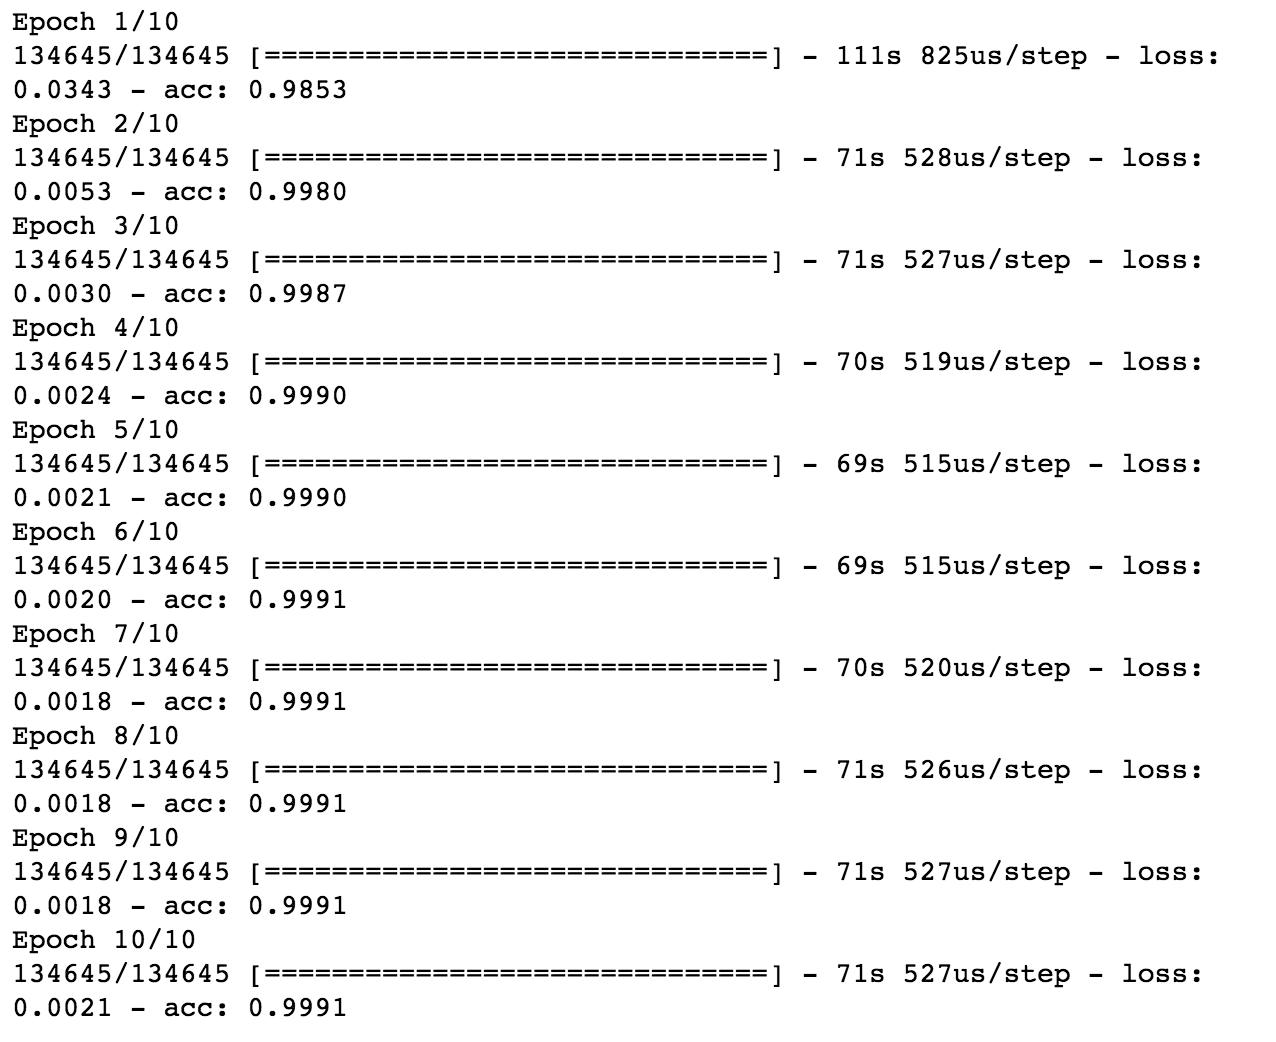 Epoch 1/10
134645/134645 [==============================] - 111s 825us/step - loss:
0.0343 - acc: 0.9853
Epoch 2/10
134645/134645 [==============================] - 71s 528us/step - loss:
0.0053 - acc: 0.9980
Epoch 3/10
134645/134645 [==============================] - 71s 527us/step - loss:
0.0030 - acc: 0.9987
Epoch 4/10
134645/134645 [==============================] - 70s 519us/step - loss:
0.0024 - acc: 0.9990
Epoch 5/10
134645/134645 [==============================] - 69s 515us/step - loss:
0.0021 - acc: 0.9990
Epoch 6/10
134645/134645 [==============================] - 69s 515us/step - loss:
0.0020 - acc: 0.9991
Epoch 7/10
134645/134645 [==============================] - 70s 520us/step - loss:
0.0018 - acc: 0.9991
Epoch 8/10
134645/134645 [==============================] - 71s 526us/step - loss:
0.0018 - acc: 0.9991
Epoch 9/10
134645/134645 [==============================] - 71s 527us/step - loss:
0.0018 - acc: 0.9991
Epoch 10/10
134645/134645 [==============================] - 71s 527us/step - loss:
0.0021 - acc: 0.9991